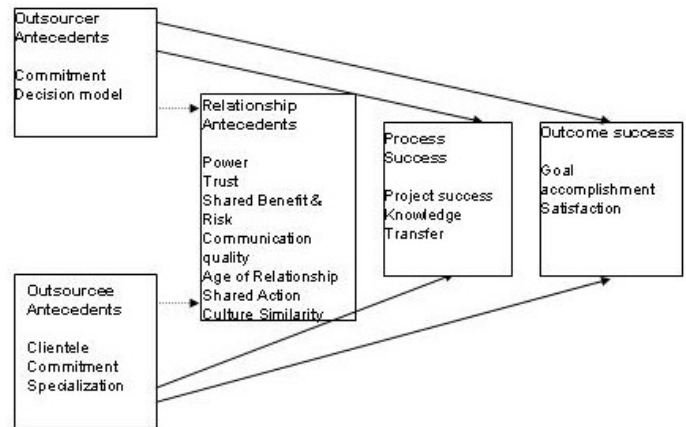 Outsourcer
Antecedents
Commitment
Decision model
Relationship
Antecedents
Power
Trust
Shared Benefit &
Risk
Communication
quality
Age of Relationship
Shared Action
Culture Similarity
Process
Success
Project success
Knowledge
Transfer
Outcome success
Goal
accomplishment
Satisfaction
Outsourcee
Antecedents
Clientele
Commitment
Specialization